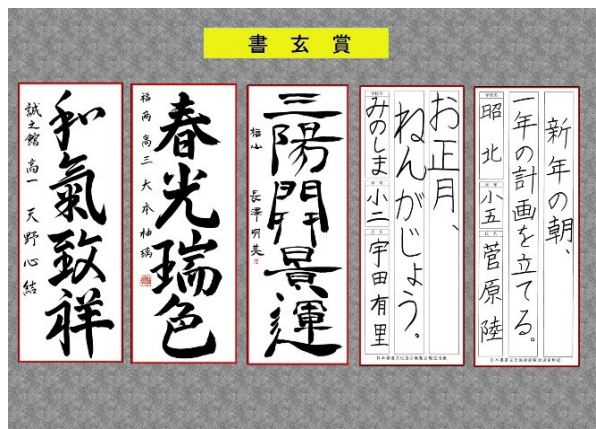 書玄賞
新年の朝、
一年の計画を立てる。
昭北 小五 菅原陸
お正月、
ねんがじょう。
みのしま 小二 宇田有里
三陽開景運
福山 長澤明美
春光瑞色
高三 大本柚璃
和氣致祥
誠之館 高一 天野心結